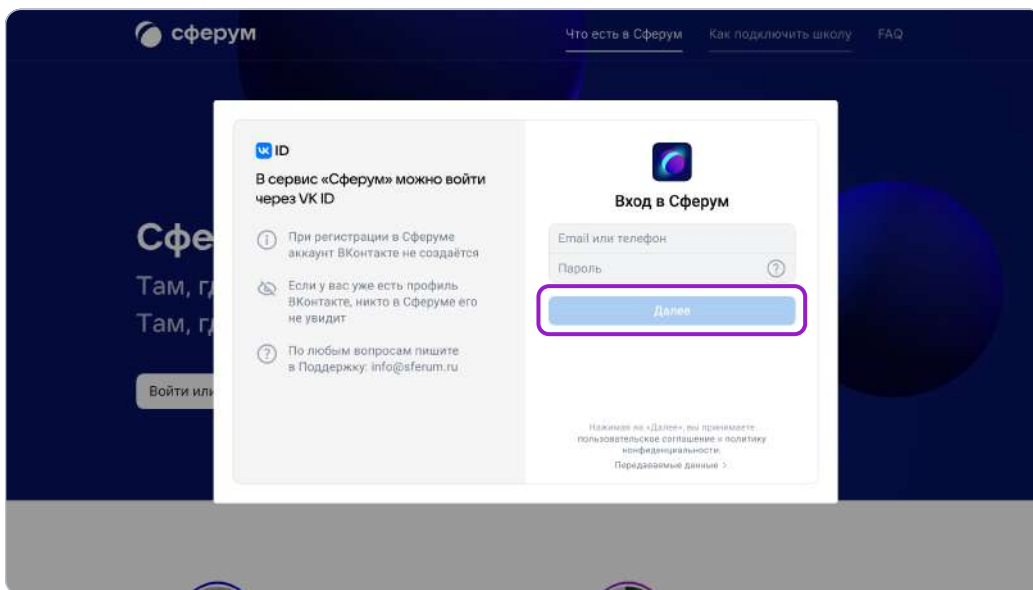 сферум
Что есть в Сферум
Как подключить школу
FAQ
Сфе
Там, г
Там, г
Войти или
VK ID
В сервис «Сферум» можно войти
через VK ID
При регистрации в Сферуме
аккаунт ВКонтакте не создаётся
Если у вас уже есть профиль
ВКонтакте, никто в Сферуме его
не увидит
По любым вопросам пишите
в Поддержку: info@sferum.ru
Вход в Сферум
Email или телефон
Пароль
Далее
Нажимая на «Далее», вы принимаете
пользовательское соглашение и политику
конфиденциальности.
Передаваемые данные >